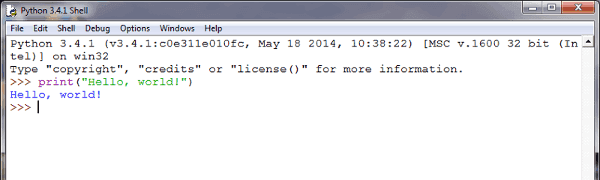 Python 3.4.1 Shell
File Edit Shell Debug Options Windows Help
Python 3.4.1 (v3.4.1:c0e311e010fc, May 18 2014, 10:38:22) [MSC v.1600 32 bit (In
tel)] on win32
Type "copyright", "credits" or "license()" for more information.
>>> print("Hello, world!")
Hello, world!
>>>